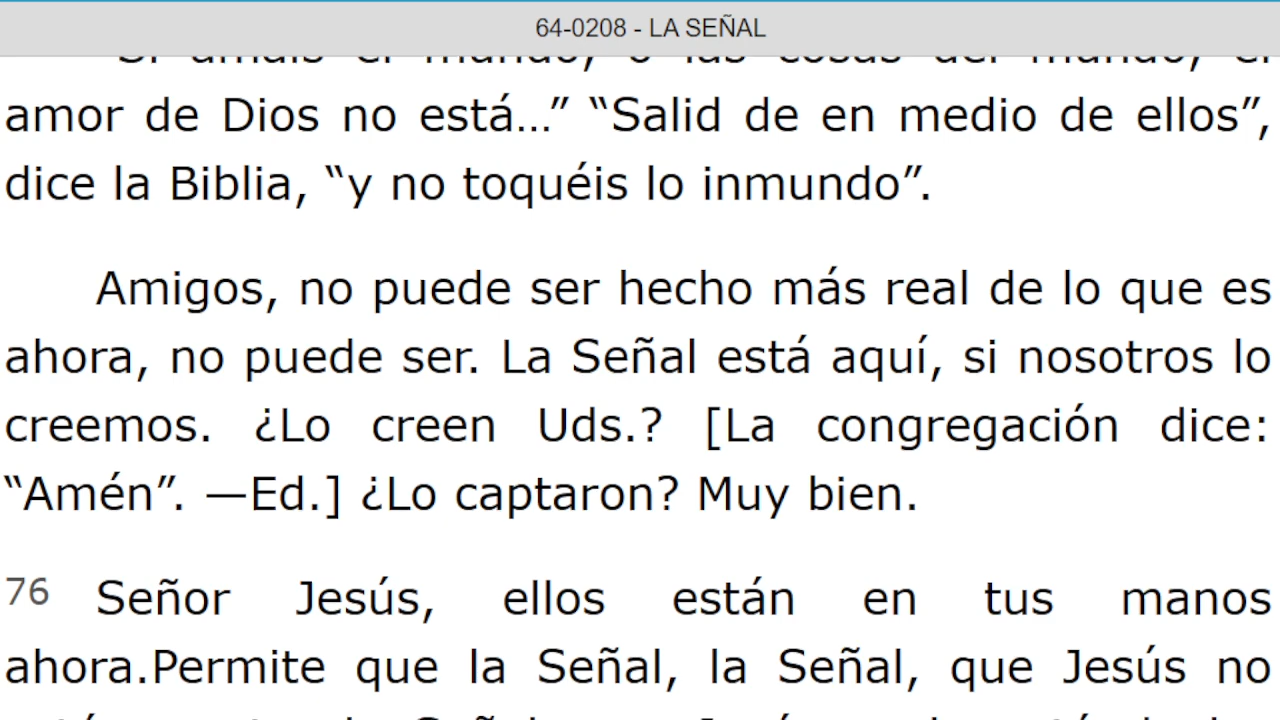 64-0208 - LA SEÑAL
amor de Dios no está…” “Salid de en medio de ellos”,
dice la Biblia, “y no toquéis lo inmundo”.
Amigos, no puede ser hecho más real de lo que es
ahora, no puede ser. La Señal está aquí, si nosotros lo
creemos. ¿Lo creen Uds.? [La congregación dice:
“Amén”. —Ed.] ¿Lo captaron? Muy bien.
76 Señor Jesús, ellos están en tus manos
ahora.Permite que la Señal, la Señal, que Jesús no